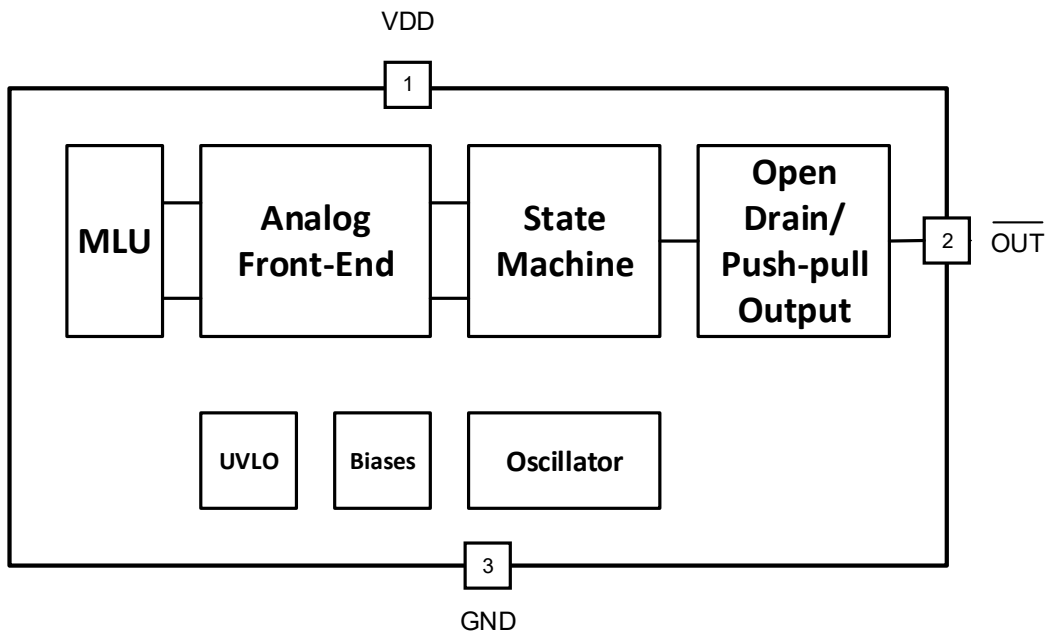 VDD
1
MLU
Analog
Front-End
State
Machine
Open
Drain/
Push-pull
Output
2
OUT
UVLO
Biases
Oscillator
3
GND